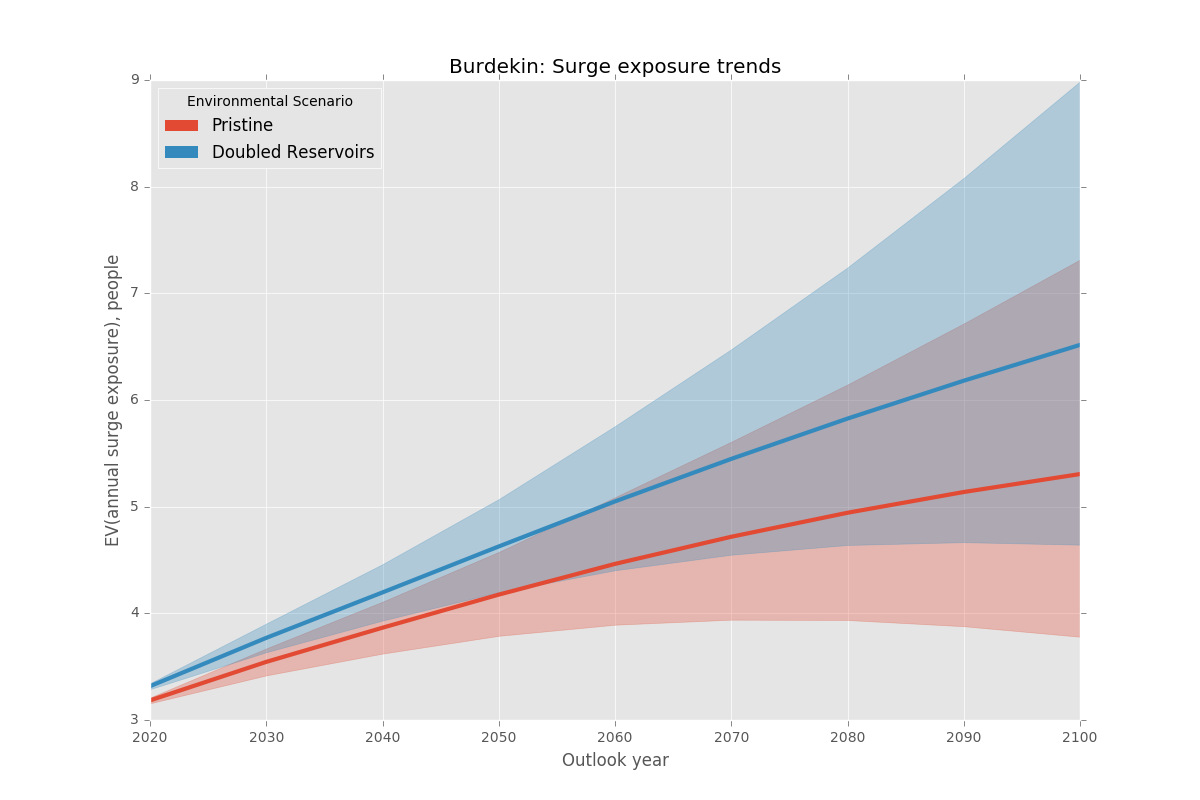 Burdekin: Surge exposure trends
Environmental Scenario
Pristine
Doubled Reservoirs
EV(annual surge exposure), people
9
8
7
6
5
4
3
2020 2030 2040 2050 2060 2070 2080 2090 2100
Outlook year